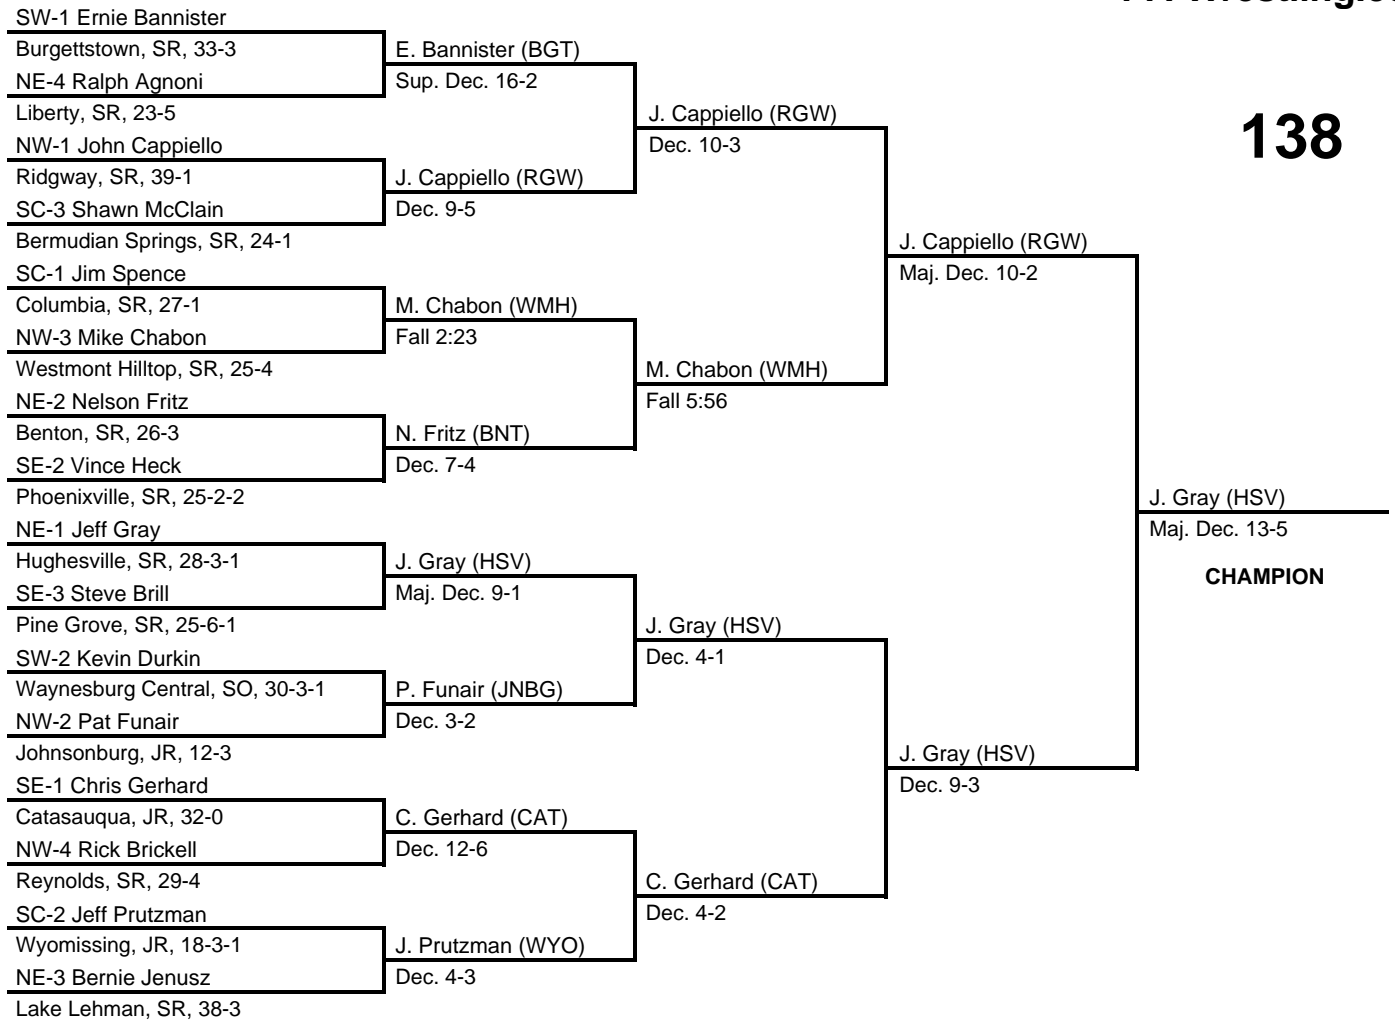 SW-1 Ernie Bannister
Burgettstown, SR, 33-3
NE-4 Ralph Agnoni
Liberty, SR, 23-5
NW-1 John Cappiello
Ridgway, SR, 39-1
SC-3 Shawn McClain
Bermudian Springs, SR, 24-1
SC-1 Jim Spence
Columbia, SR, 27-1
NW-3 Mike Chabon
Westmont Hilltop, SR, 25-4
NE-2 Nelson Fritz
Benton, SR, 26-3
SE-2 Vince Heck
Phoenixville, SR, 25-2-2
NE-1 Jeff Gray
Hughesville, SR, 28-3-1
SE-3 Steve Brill
Pine Grove, SR, 25-6-1
SW-2 Kevin Durkin
Waynesburg Central, SO, 30-3-1
NW-2 Pat Funair
Johnsonburg, JR, 12-3
SE-1 Chris Gerhard
Catasauqua, JR, 32-0
NW-4 Rick Brickell
Reynolds, SR, 29-4
SC-2 Jeff Prutzman
Wyomissing, JR, 18-3-1
NE-3 Bernie Jenusz
Lake Lehman, SR, 38-3
E. Bannister (BGT)
Sup. Dec. 16-2
J. Cappiello (RGW)
Dec. 9-5
M. Chabon (WMH)
Fall 2:23
N. Fritz (BNT)
Dec. 7-4
J. Gray (HSV)
Maj. Dec. 9-1
P. Funair (JNBG)
Dec. 3-2
C. Gerhard (CAT)
Dec. 12-6
J. Prutzman (WYO)
Dec. 4-3
J. Cappiello (RGW)
Dec. 10-3
M. Chabon (WMH)
Fall 5:56
J. Gray (HSV)
Dec. 4-1
C. Gerhard (CAT)
Dec. 4-2
J. Cappiello (RGW)
Maj. Dec. 10-2
J. Gray (HSV)
Dec. 9-3
138
J. Gray (HSV)
Maj. Dec. 13-5
CHAMPION